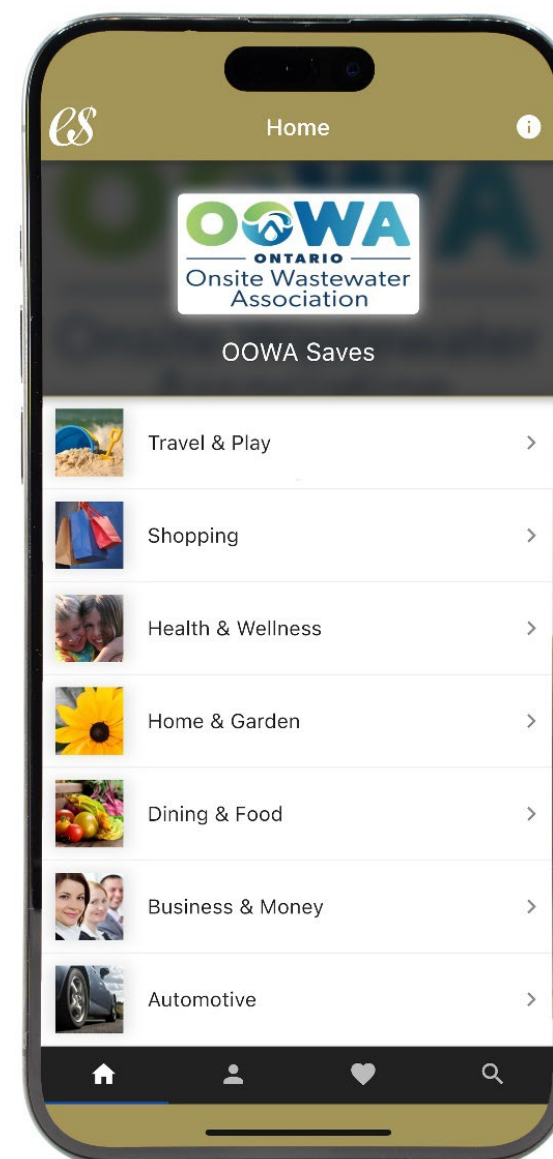 es
Home
i
OOWA
ONTARIO
Onsite Wastewater
Association
OOWA Saves
Travel & Play
Shopping
Health & Wellness
Home & Garden
Dining & Food
Business & Money
Automotive